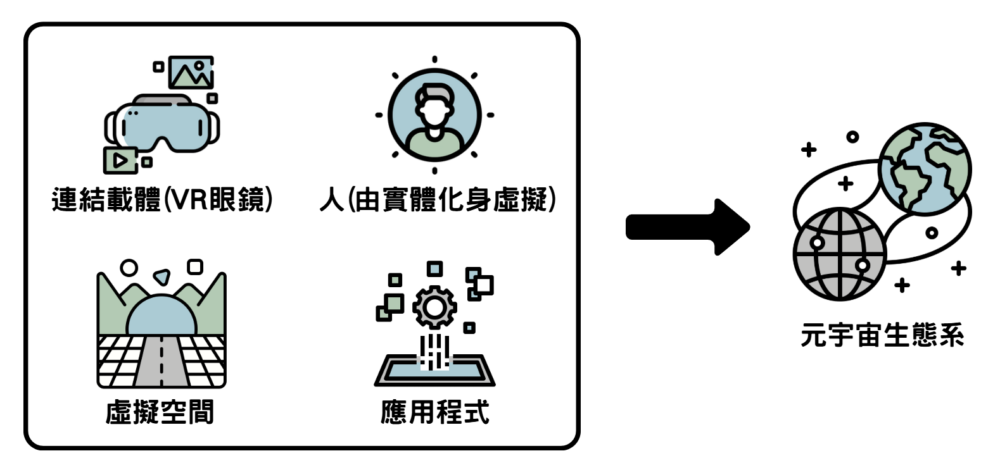 連結載體(VR眼鏡)
人(由實體化身虛擬)
虛擬空間
應用程式
元宇宙生態系